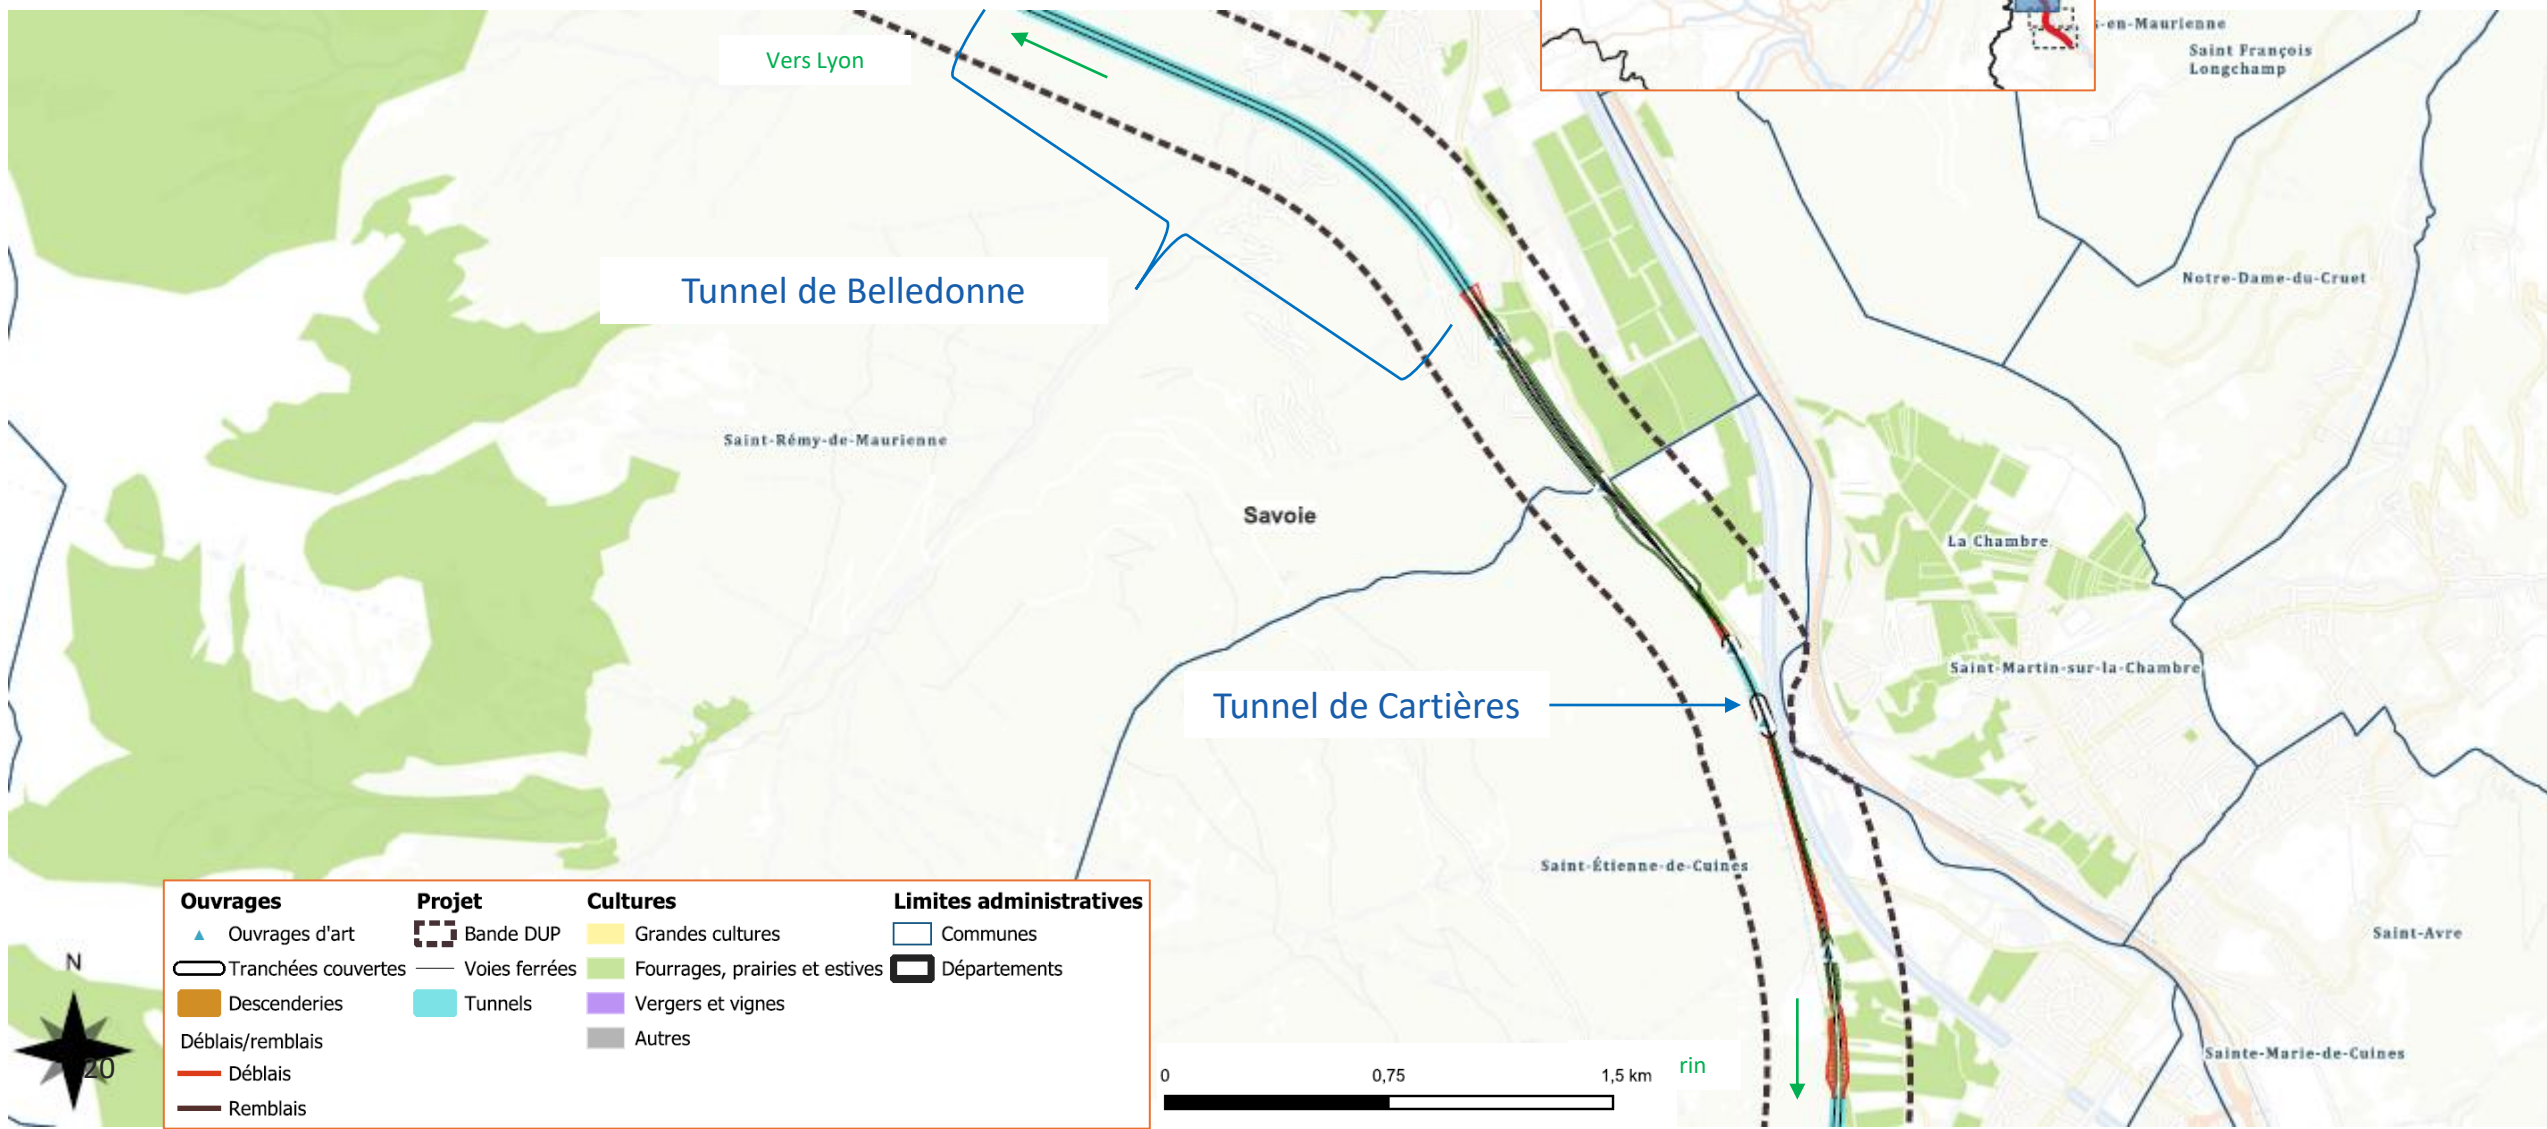 -en-Maurienne
Saint François
Longchamp
Vers Lyon
Notre-Dame-du-Cruet
Tunnel de Belledonne
Saint-Rémy-de-Maurienne
Savoie
La Chambre
Saint-Martin-sur-la-Chambre
Tunnel de Cartières
Saint-Étienne-de-Cuines
Saint-Avre
Sainte-Marie-de-Cuines
rin
Ouvrages
Ouvrages d'art
Tranchées couvertes
Descenderies
Déblais/remblais
Déblais
Remblais
Projet
Bande DUP
Voies ferrées
Tunnels
Cultures
Grandes cultures
Fourrages, prairies et estives
Vergers et vignes
Autres
Limites administratives
Communes
Départements
N
20
0 0,75 1,5 km